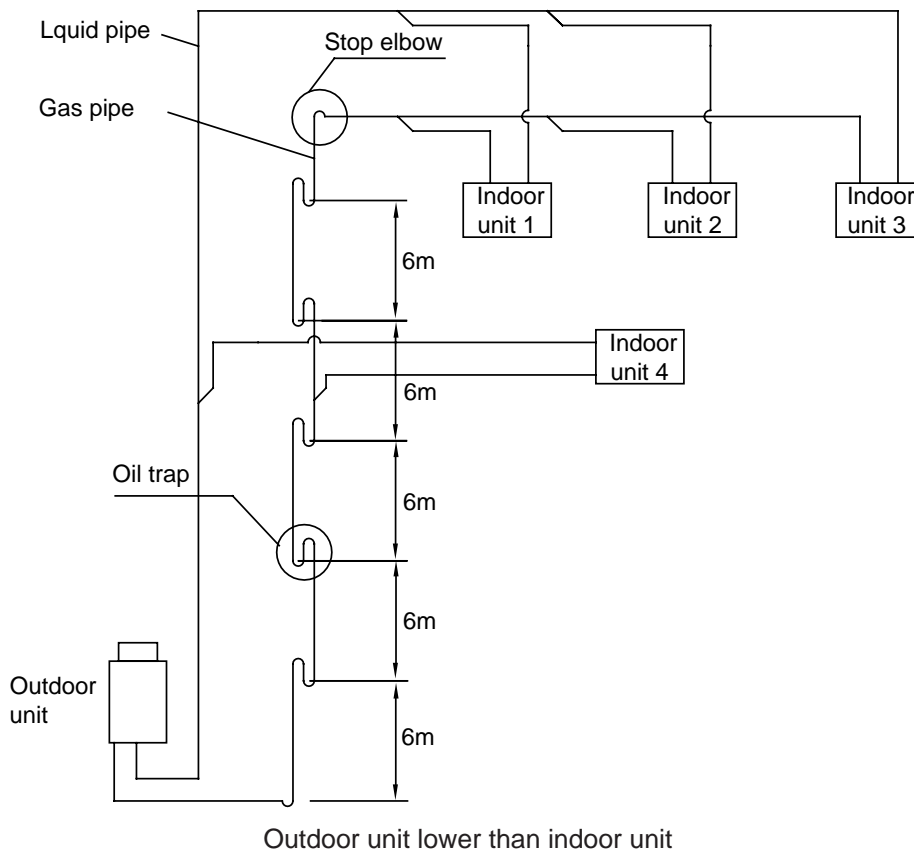 Lquid pipe
Stop elbow
Gas pipe
Indoor
unit 1
Indoor
unit 2
Indoor
unit 3
6m
Indoor
unit 4
6m
Oil trap
6m
6m
Outdoor
unit
6m
Outdoor unit lower than indoor unit